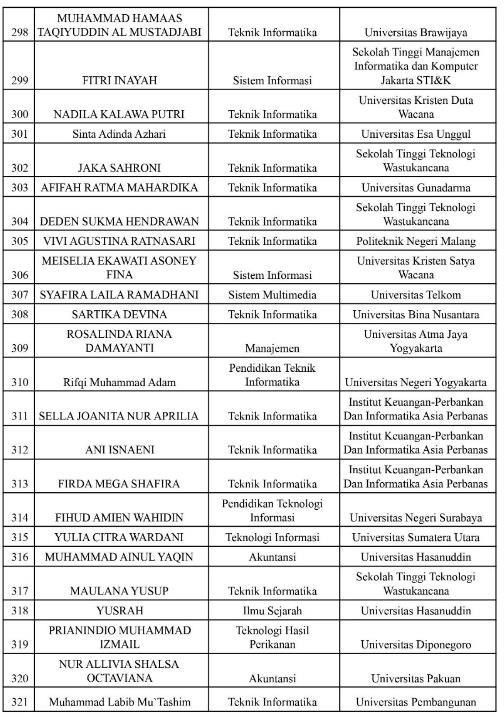 298 MUHAMMAD HAMAAS TAQIYUDDIN AL MUSTADJABI Teknik Informatika Universitas Brawijaya
299 FITRI INAYAH Sistem Informasi Sekolah Tinggi Manajemen Informatika dan Komputer Jakarta STI&K
300 NADILA KALAWA PUTRI Teknik Informatika Universitas Kristen Duta Wacana
301 Sinta Adinda Azhari Teknik Informatika Universitas Esa Unggul
302 JAKA SAHRONI Teknik Informatika Sekolah Tinggi Teknologi Wastukancana
303 AFIFAH RATMA MAHARDIKA Teknik Informatika Universitas Gunadarma
304 DEDEN SUKMA HENDRAWAN Teknik Informatika Sekolah Tinggi Teknologi Wastukancana
305 VIVI AGUSTINA RATNASARI Teknik Informatika Politeknik Negeri Malang
306 MEISELIA EKAWATI ASONEY FINA Sistem Informasi Universitas Kristen Satya Wacana
307 SYAFIRA LAILA RAMADHANI Sistem Multimedia Universitas Telkom
308 SARTIKA DEVINA Teknik Informatika Universitas Bina Nusantara
309 ROSALINDA RIANA DAMAYANTI Manajemen Universitas Atma Jaya Yogyakarta
310 Rifqi Muhammad Adam Pendidikan Teknik Informatika Universitas Negeri Yogyakarta
311 SELLA JOANITA NUR APRILIA Teknik Informatika Institut Keuangan-Perbankan Dan Informatika Asia Perbanas
312 ANI ISNAENI Teknik Informatika Institut Keuangan-Perbankan Dan Informatika Asia Perbanas
313 FIRDA MEGA SHAFIRA Teknik Informatika Institut Keuangan-Perbankan Dan Informatika Asia Perbanas
314 FIHUD AMIEN WAHIDIN Pendidikan Teknologi Informasi Universitas Negeri Surabaya
315 YULIA CITRA WARDANI Teknologi Informasi Universitas Sumatera Utara
316 MUHAMMAD AINUL YAQIN Akuntansi Universitas Hasanuddin
317 MAULANA YUSUP Teknik Informatika Sekolah Tinggi Teknologi Wastukancana
318 YUSRAH Ilmu Sejarah Universitas Hasanuddin
319 PRIANINDIO MUHAMMAD IZMAIL Teknologi Hasil Perikanan Universitas Diponegoro
320 NUR ALLIVIA SHALSA OCTAVIANA Akuntansi Universitas Pakuan
321 Muhammad Labib Mu`Tashim Teknik Informatika Universitas Pembangunan